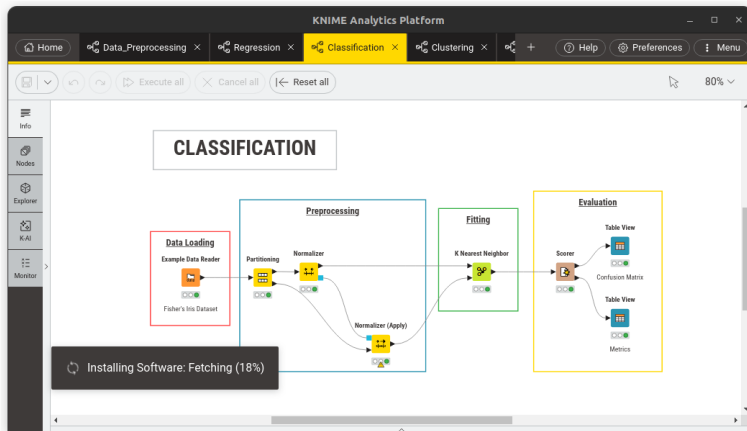 KNIME Analytics Platform
Home
Data_Preprocessing
Regression
Classification
Clustering
Help
Preferences
Menu
Execute all
Cancel all
Reset all
80%
Info
Nodes
Explorer
K-AI
Monitor
CLASSIFICATION
Data Loading
Example Data Reader
Fisher's Iris Dataset
Preprocessing
Partitioning
Normalizer
Normalizer (Apply)
Fitting
K Nearest Neighbor
Evaluation
Scorer
Table View
Confusion Matrix
Table View
Metrics
Installing Software: Fetching (18%)